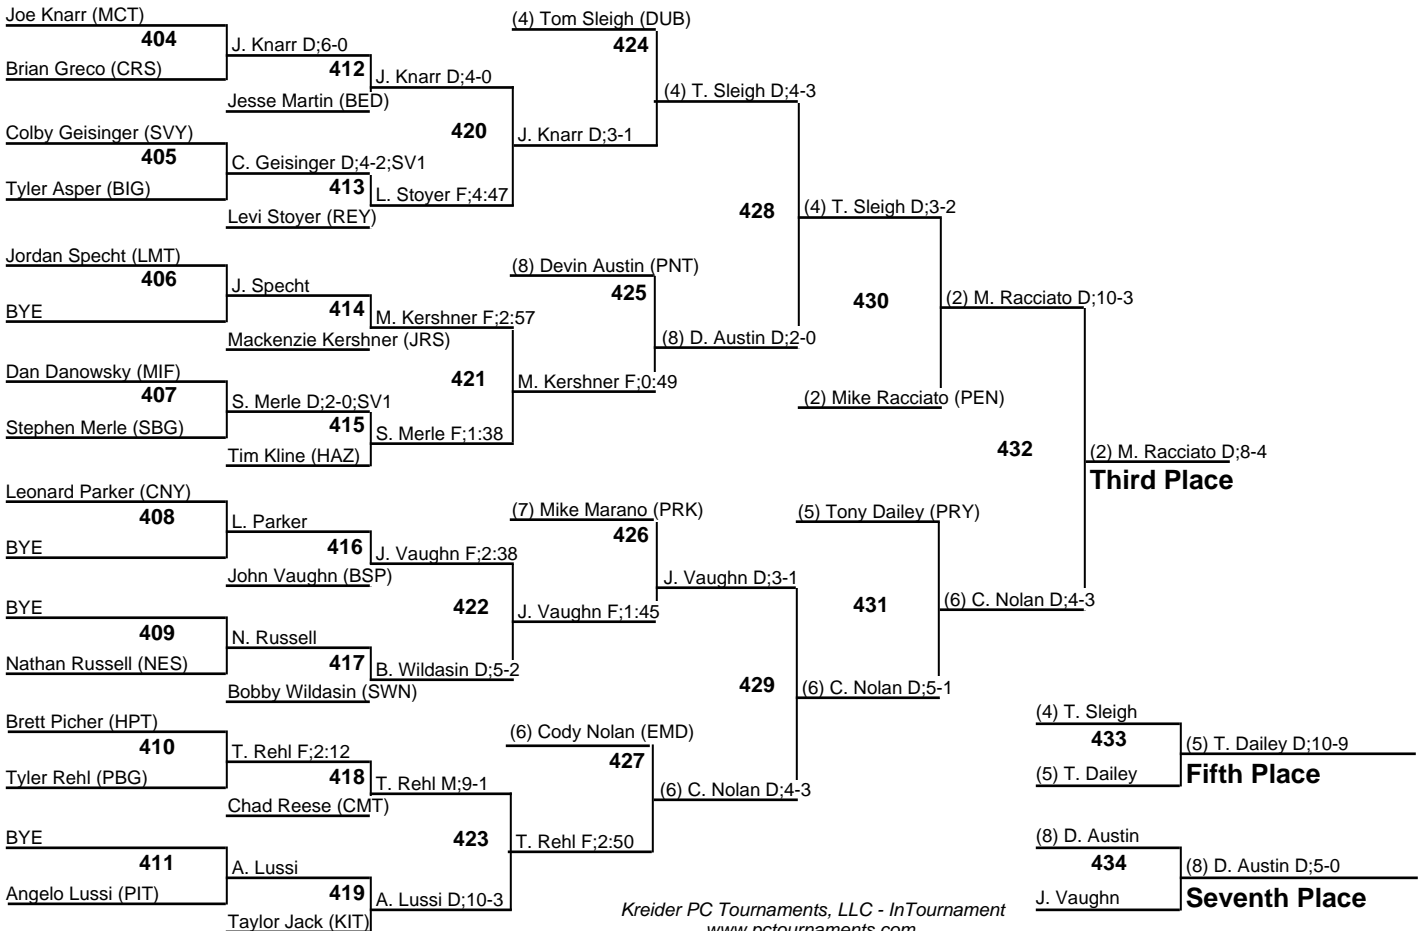 Joe Knarr (MCT)
404
Brian Greco (CRS)
J. Knarr D;6-0
412
Jesse Martin (BED)
J. Knarr D;4-0
Colby Geisinger (SVY)
405
Tyler Asper (BIG)
C. Geisinger D;4-2;SV1
413
Levi Stoyer (REY)
L. Stoyer F;4:47
420
J. Knarr D;3-1
(4) Tom Sleigh (DUB)
424
(4) T. Sleigh D;4-3
Jordan Specht (LMT)
406
BYE
J. Specht
414
Mackenzie Kershner (JRS)
M. Kershner F;2:57
Dan Danowsky (MIF)
407
Stephen Merle (SBG)
S. Merle D;2-0;SV1
415
Tim Kline (HAZ)
S. Merle F;1:38
421
M. Kershner F;0:49
(8) Devin Austin (PNT)
425
(8) D. Austin D;2-0
428
(4) T. Sleigh D;3-2
430
(2) Mike Racciato (PEN)
(2) M. Racciato D;10-3
Leonard Parker (CNY)
408
BYE
L. Parker
416
John Vaughn (BSP)
J. Vaughn F;2:38
BYE
409
Nathan Russell (NES)
N. Russell
417
Bobby Wildasin (SWN)
B. Wildasin D;5-2
422
J. Vaughn F;1:45
(7) Mike Marano (PRK)
426
J. Vaughn D;3-1
Brett Picher (HPT)
410
Tyler Rehl (PBG)
T. Rehl F;2:12
418
Chad Reese (CMT)
T. Rehl M;9-1
BYE
411
Angelo Lussi (PIT)
A. Lussi
419
Taylor Jack (KIT)
A. Lussi D;10-3
423
T. Rehl F;2:50
(6) Cody Nolan (EMD)
427
(6) C. Nolan D;4-3
429
(6) C. Nolan D;5-1
(5) Tony Dailey (PRY)
431
(6) C. Nolan D;4-3
432
(2) M. Racciato D;8-4
Third Place
(4) T. Sleigh
433
(5) T. Dailey
(5) T. Dailey D;10-9
Fifth Place
(8) D. Austin
434
J. Vaughn
(8) D. Austin D;5-0
Seventh Place
Kreider PC Tournaments, LLC - InTournament
www.pctournaments.com